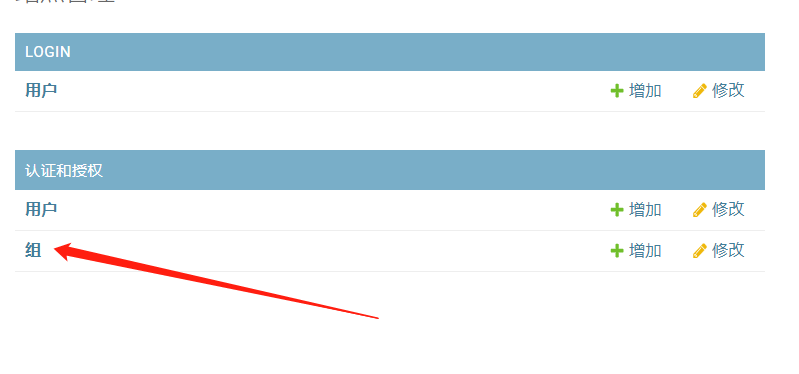 LOGIN
用户 增加 修改
认证和授权
用户 增加 修改
组 增加 修改